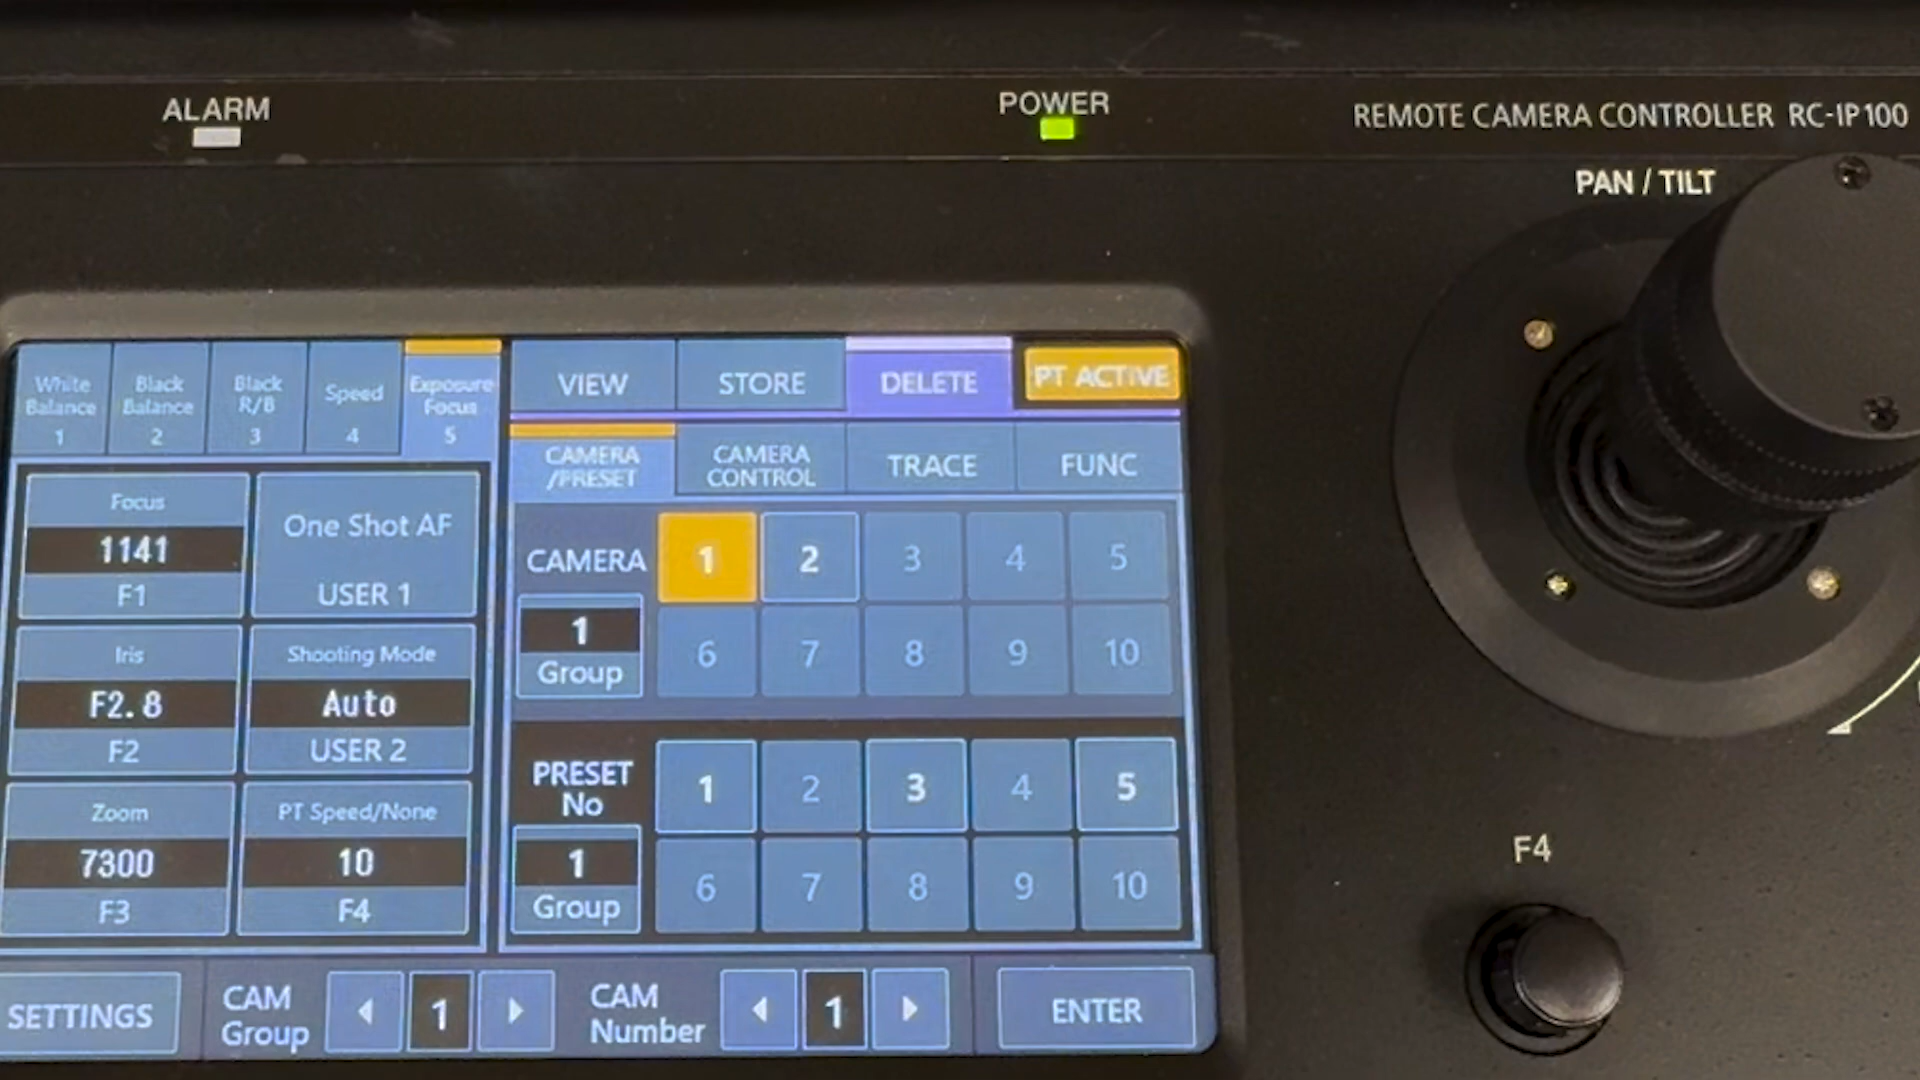 ALARM
POWER
REMOTE CAMERA CONTROLLER RC-IP100
PAN / TILT
White
Balance
1
Black
Balance
2
Black
R/B
3
Speed
4
Exposure
Focus
5
VIEW
STORE
DELETE
PT ACTIVE
CAMERA
/PRESET
CAMERA
CONTROL
TRACE
FUNC
Focus
1141
F1
One Shot AF
USER 1
Iris
F2.8
F2
Shooting Mode
Auto
USER 2
Zoom
7300
F3
PT Speed/None
10
F4
CAMERA
1 2 3 4 5
1
Group
6 7 8 9 10
PRESET
No
1 2 3 4 5
1
Group
6 7 8 9 10
SETTINGS
CAM
Group
1
CAM
Number
1
ENTER
F4